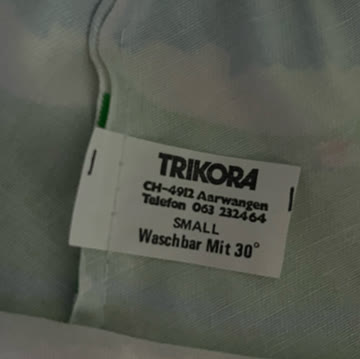 TRIKORA
CH-4912 Aarwangen
Telefon 063 232464
SMALL
Waschbar Mit 30°